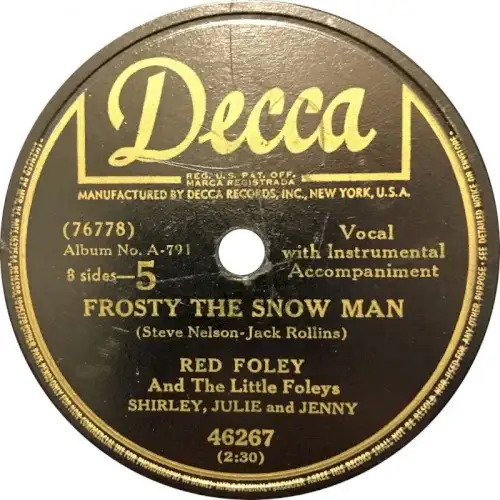 Decca
REG. U.S. PAT. OFF.
MARCA REGISTRADA
MANUFACTURED BY DECCA RECORDS, INC., NEW YORK, U.S.A.
(76778)
Album No. A-791
8 sides—5
Vocal
with Instrumental
Accompaniment
FROSTY THE SNOW MAN
(Steve Nelson-Jack Rollins)
RED FOLEY
And The Little Foleys
SHIRLEY, JULIE and JENNY
46267
(2:30)